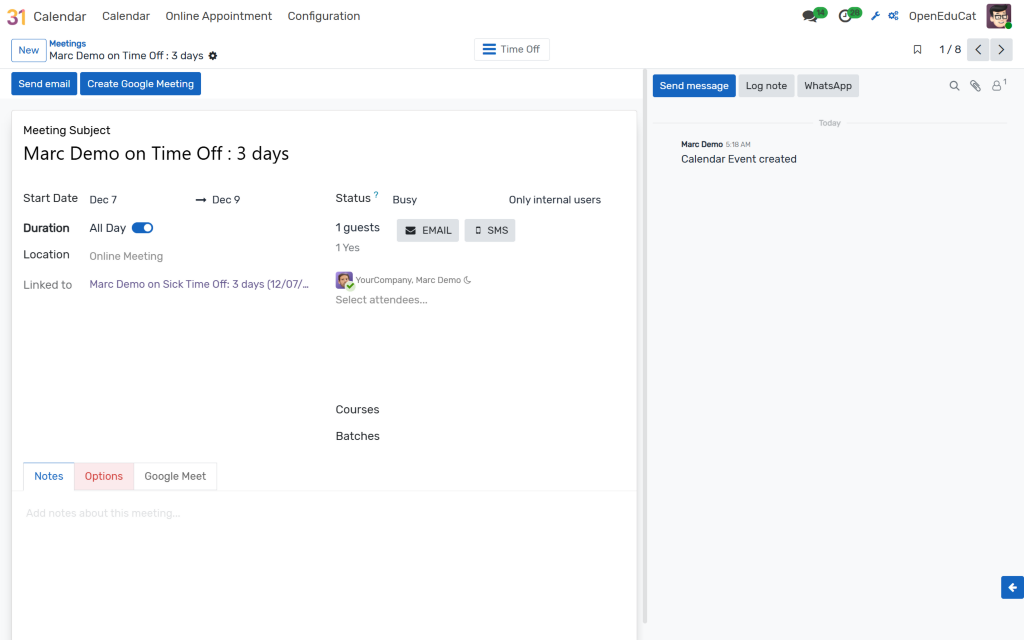 31 Calendar Calendar Online Appointment Configuration 14 28 OpenEduCat
New Meetings
Marc Demo on Time Off : 3 days
Time Off
1 / 8
Send email Create Google Meeting
Send message Log note WhatsApp 1
Meeting Subject
Marc Demo on Time Off : 3 days
Today
Marc Demo 5:18 AM
Calendar Event created
Start Date Dec 7 Dec 9
Duration All Day
Location Online Meeting
Linked to Marc Demo on Sick Time Off: 3 days (12/07/...
Status ? Busy Only internal users
1 guests EMAIL SMS
1 Yes
YourCompany, Marc Demo
Select attendees...
Courses
Batches
Notes Options Google Meet
Add notes about this meeting...